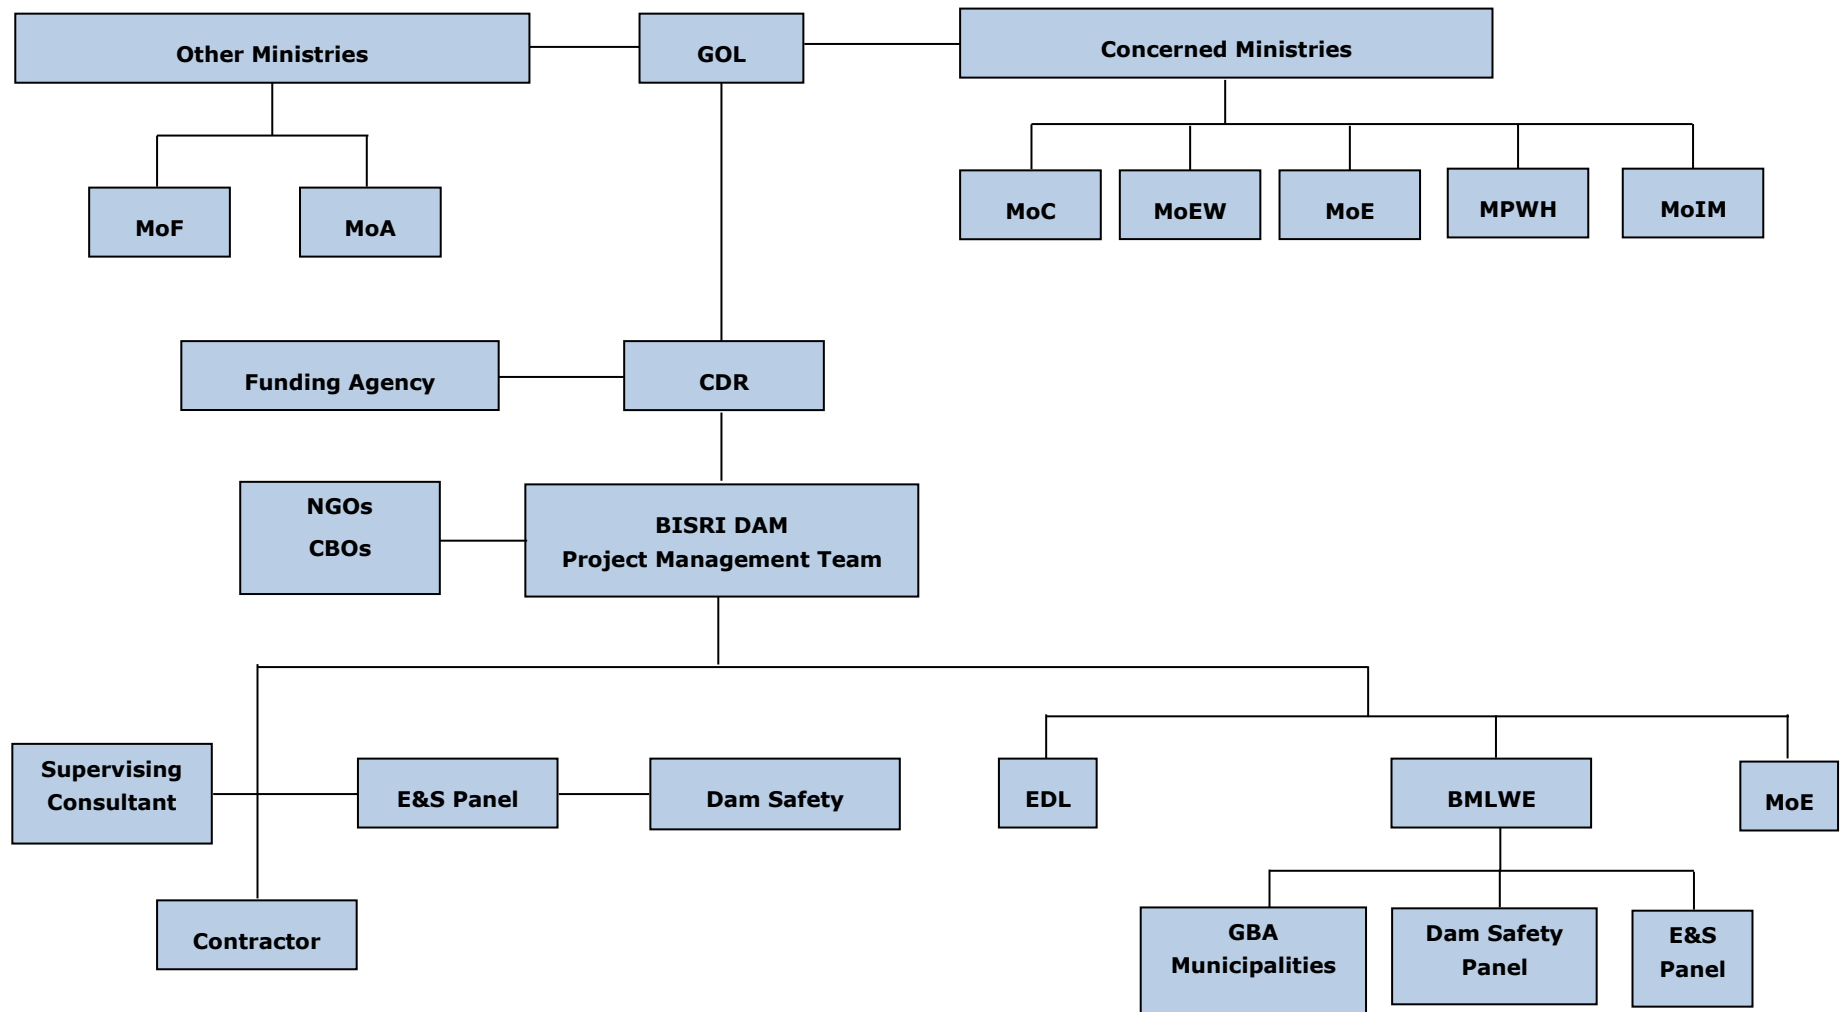 Other Ministries
GOL
Concerned Ministries
MoF
MoA
MoC
MoEW
MoE
MPWH
MoIM
Funding Agency
CDR
NGOs
CBOs
BISRI DAM
Project Management Team
Supervising
Consultant
E&S Panel
Dam Safety
EDL
BMLWE
MoE
Contractor
GBA
Municipalities
Dam Safety
Panel
E&S
Panel